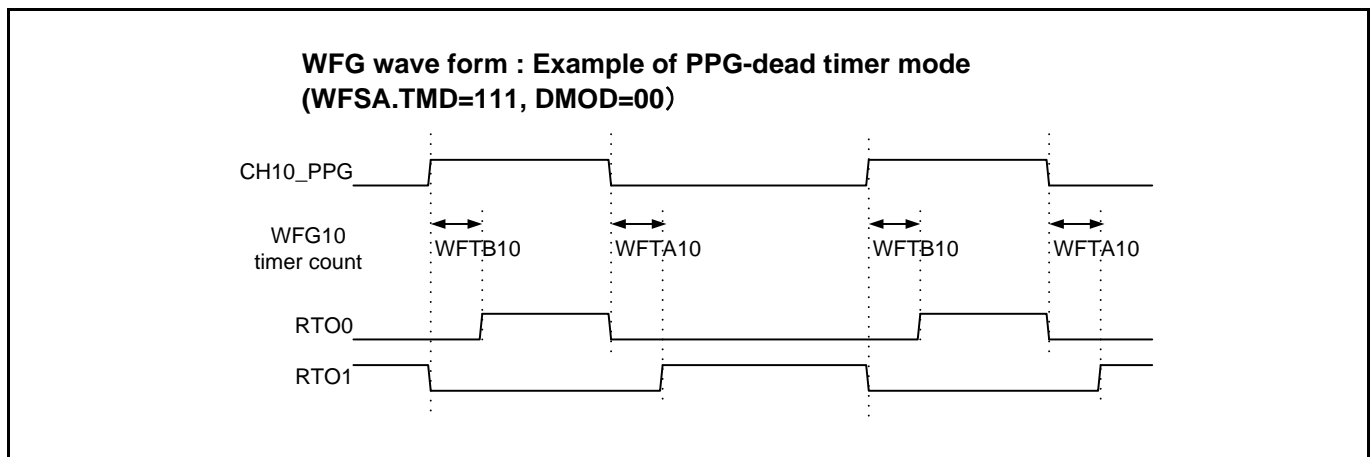 WFG wave form : Example of PPG-dead timer mode
(WFSA.TMD=111, DMOD=00）
CH10_PPG
WFG10
timer count
WFTB10
WFTA10
WFTB10
WFTA10
RTO0
RTO1